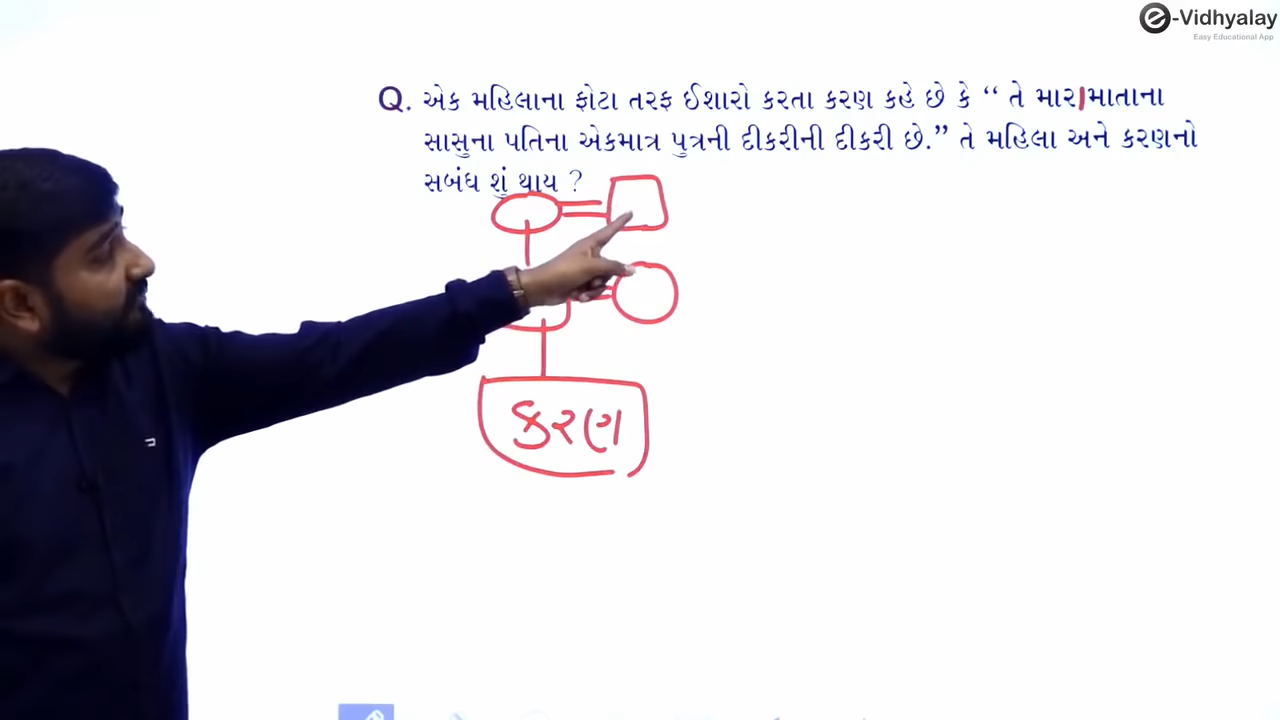 e-Vidhyalay
Easy Educational App
Q. એક મહિલાના ફોટા તરફ ઈશારો કરતા કરણ કહે છે કે “ તે મારા માતાના
સાસુના પતિના એકમાત્ર પુત્રની દીકરીની દીકરી છે.” તે મહિલા અને કરણનો
સબંધ શું થાય ?
કરણ